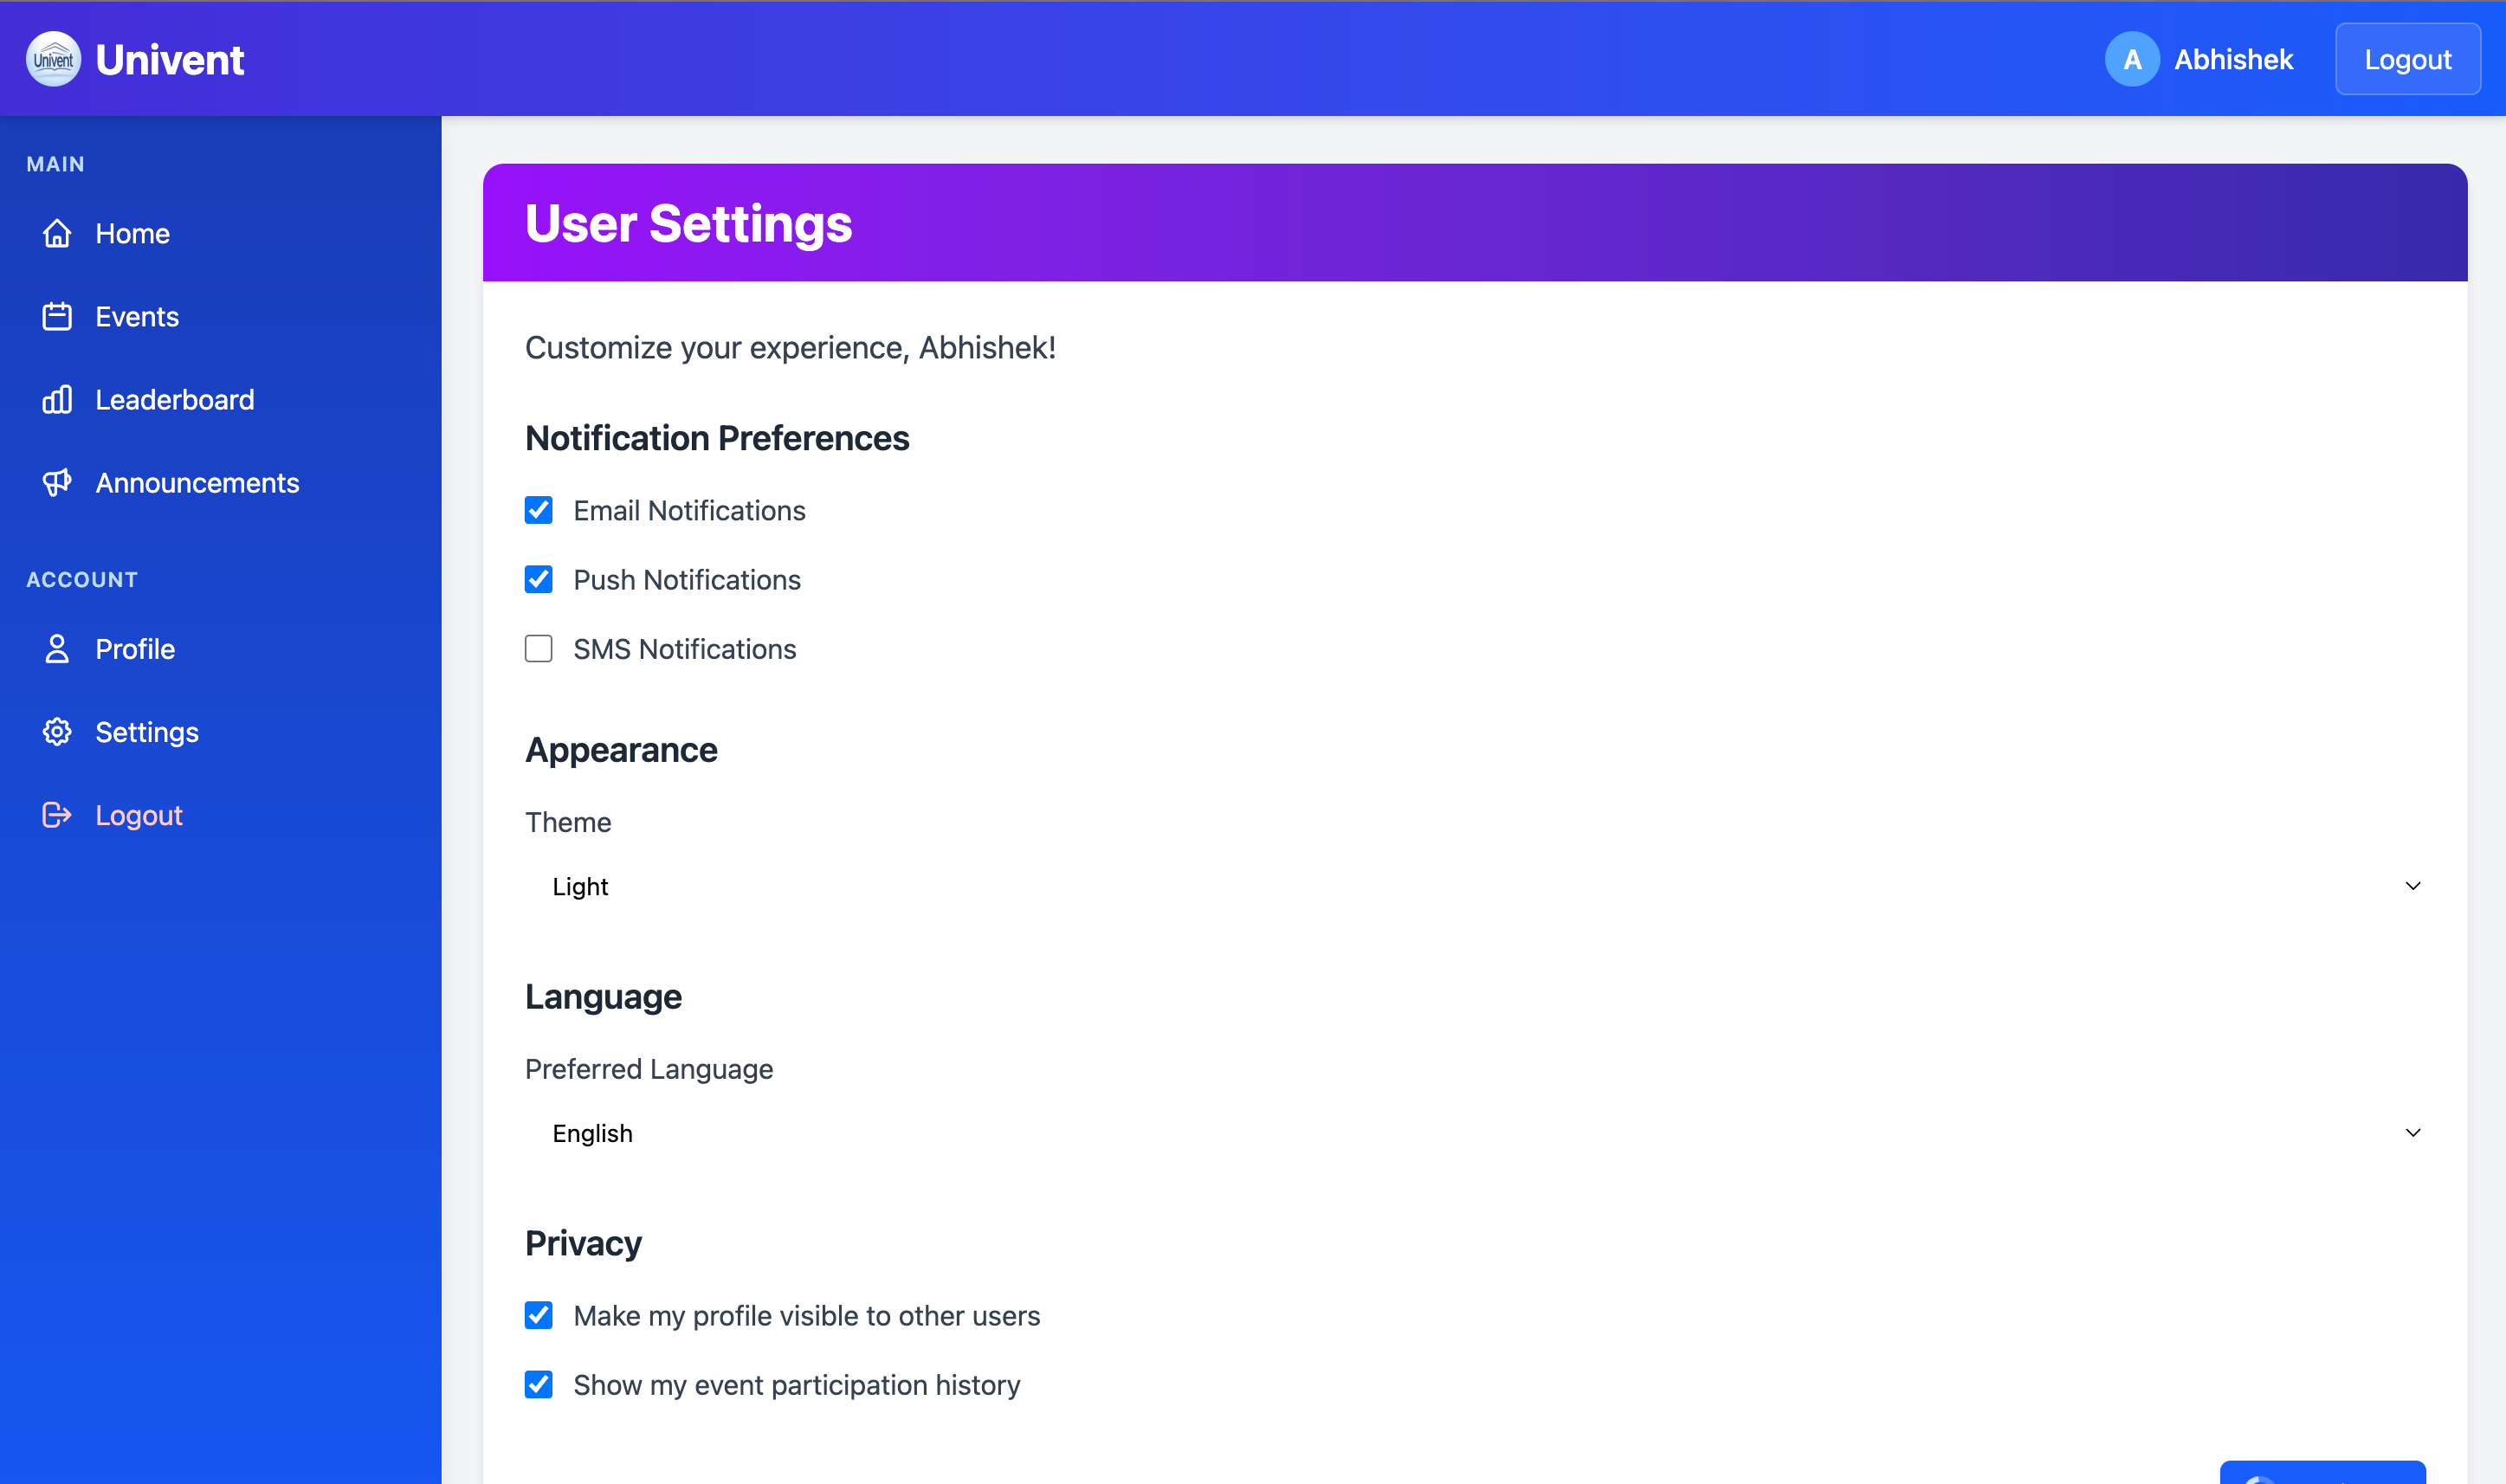 Univent
Univent
A
Abhishek
Logout
MAIN
Home
Events
Leaderboard
Announcements
ACCOUNT
Profile
Settings
Logout
User Settings
Customize your experience, Abhishek!
Notification Preferences
Email Notifications
Push Notifications
SMS Notifications
Appearance
Theme
Light
Language
Preferred Language
English
Privacy
Make my profile visible to other users
Show my event participation history